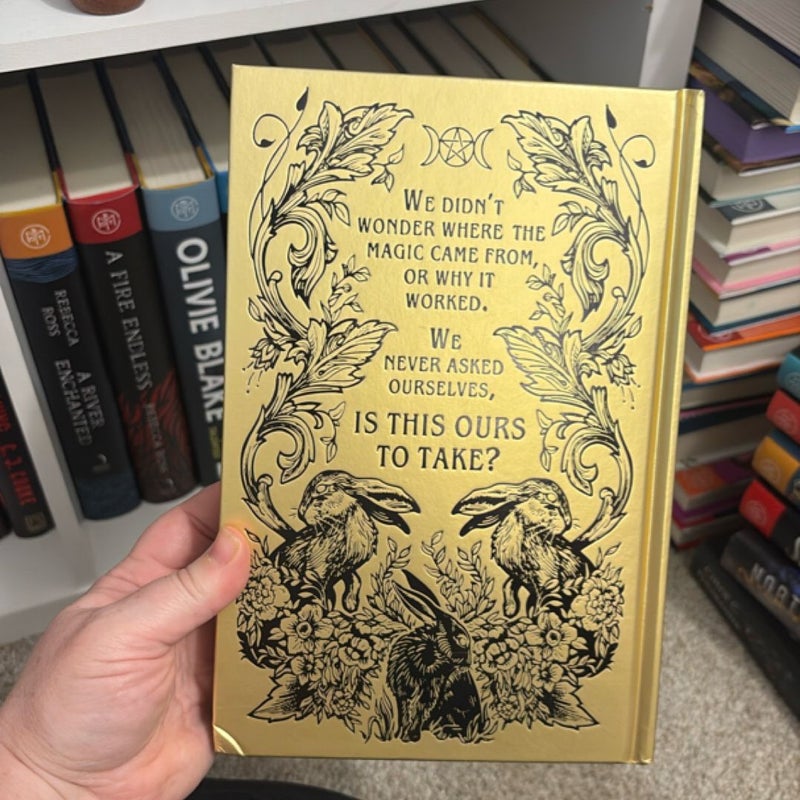 WE DIDN'T
WONDER WHERE THE
MAGIC CAME FROM,
OR WHY IT
WORKED.
WE
NEVER ASKED
OURSELVES,
IS THIS OURS
TO TAKE?
REBECCA
ROSS
A RIVER
ENCHANTED
A FIRE ENDLESS
OLIVIE BLAKE